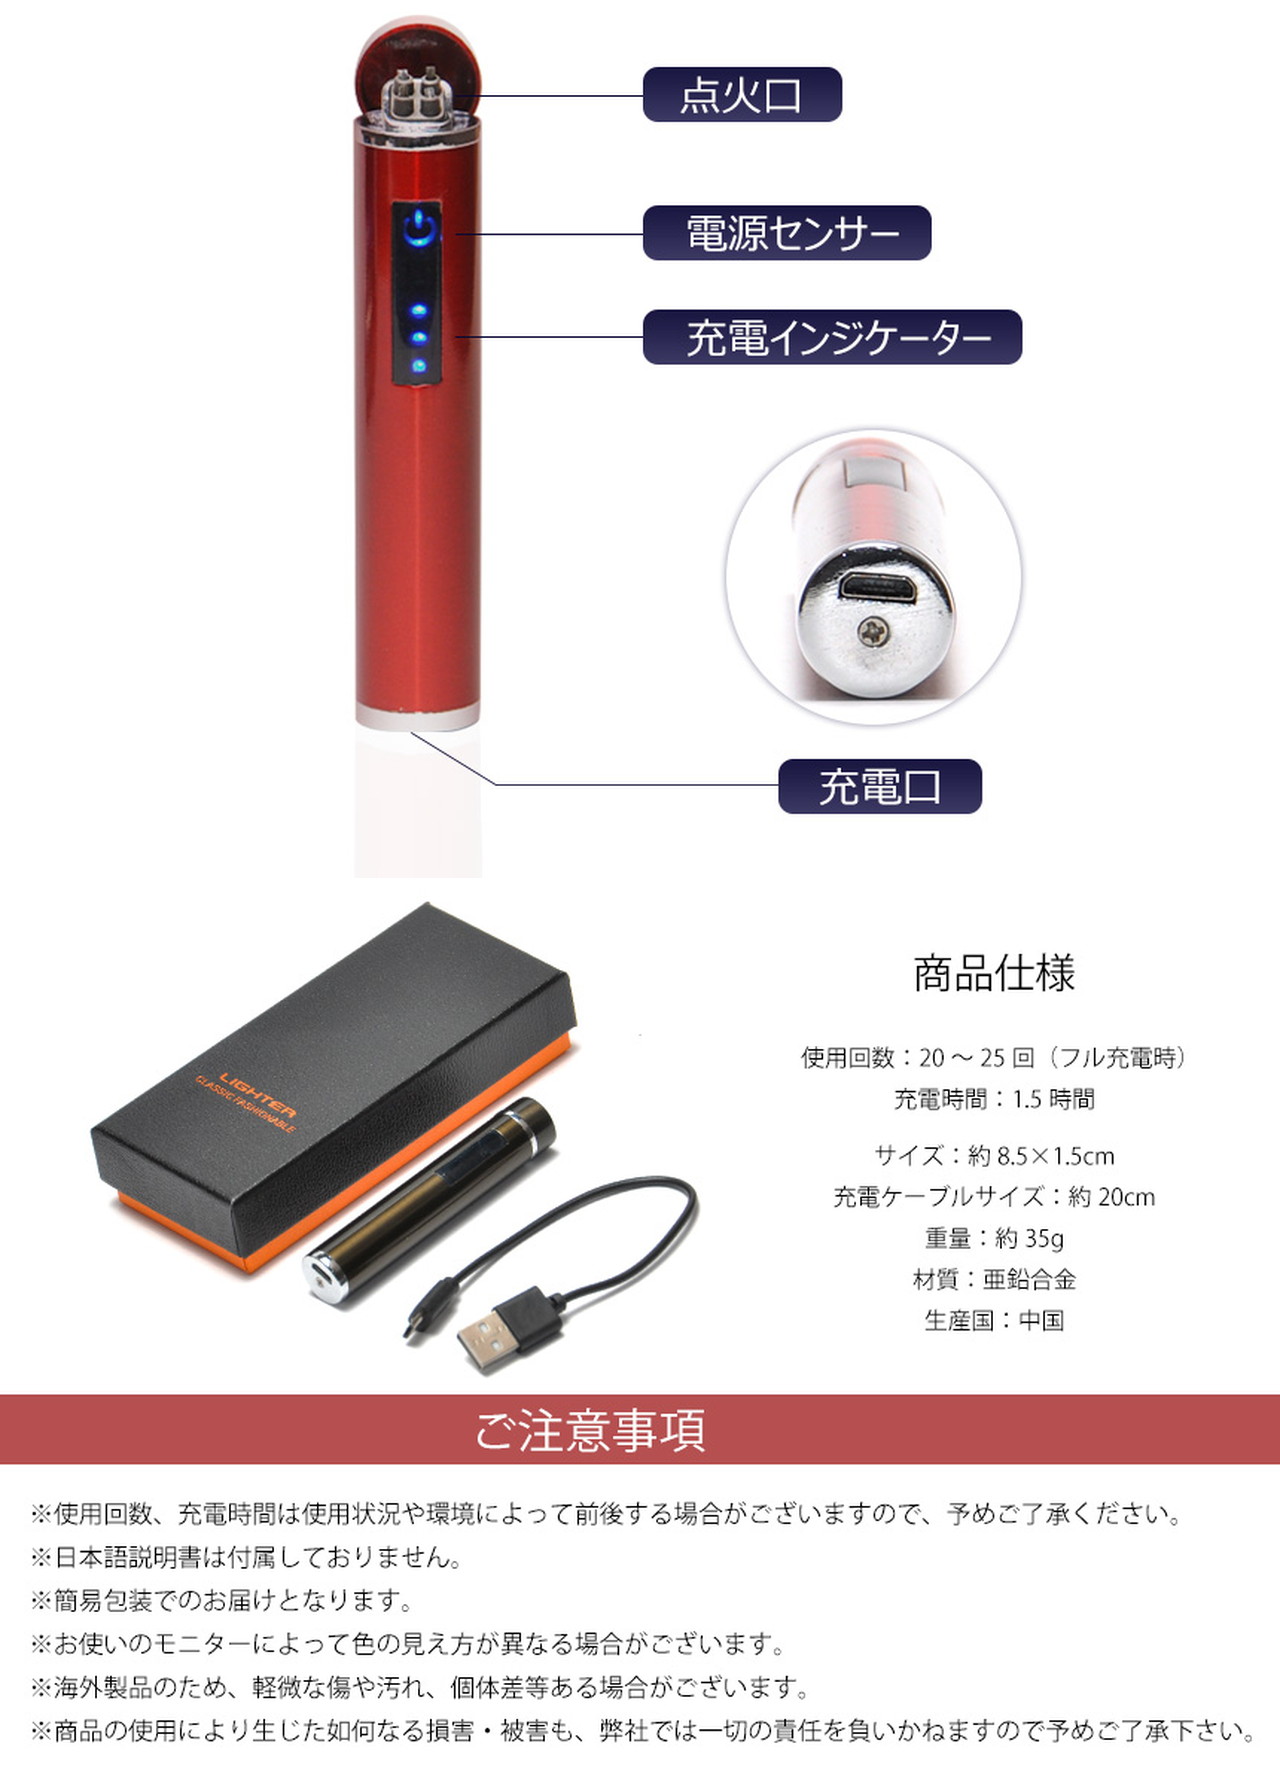 点火口
電源センサー
充電インジケーター
充電口
LIGHTER
CLASSIC FASHIONABLE
商品仕様
使用回数：20～25回（フル充電時）
充電時間：1.5時間
サイズ：約8.5×1.5cm
充電ケーブルサイズ：約20cm
重量：約35g
材質：亜鉛合金
生産国：中国
ご注意事項
※使用回数、充電時間は使用状況や環境によって前後する場合がございますので、予めご了承ください。
※日本語説明書は付属しておりません。
※簡易包装でのお届けとなります。
※お使いのモニターによって色の見え方が異なる場合がございます。
※海外製品のため、軽微な傷や汚れ、個体差等ある場合がございます。
※商品の使用により生じた如何なる損害・被害も、弊社では一切の責任を負いかねますので予めご了承下さい。